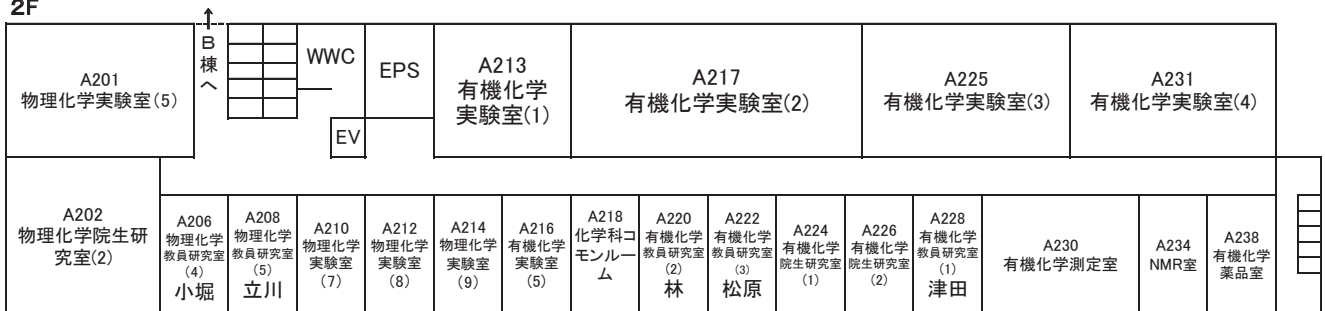 2F
A201
物理化学実験室(5)
↑
B
棟
へ
WWC
EPS
EV
A213
有機化学
実験室(1)
A217
有機化学実験室(2)
A225
有機化学実験室(3)
A231
有機化学実験室(4)
A202
物理化学院生研
究室(2)
A206
物理化学
教員研究室
(4)
小堀
A208
物理化学
教員研究室
(5)
立川
A210
物理化学
実験室
(7)
A212
物理化学
実験室
(8)
A214
物理化学
実験室
(9)
A216
有機化学
実験室
(5)
A218
化学科コ
モンルー
ム
A220
有機化学
教員研究室
(2)
林
A222
有機化学
教員研究室
(3)
松原
A224
有機化学
院生研究室
(1)
A226
有機化学
院生研究室
(2)
A228
有機化学
教員研究室
(1)
津田
A230
有機化学測定室
A234
NMR室
A238
有機化学
薬品室